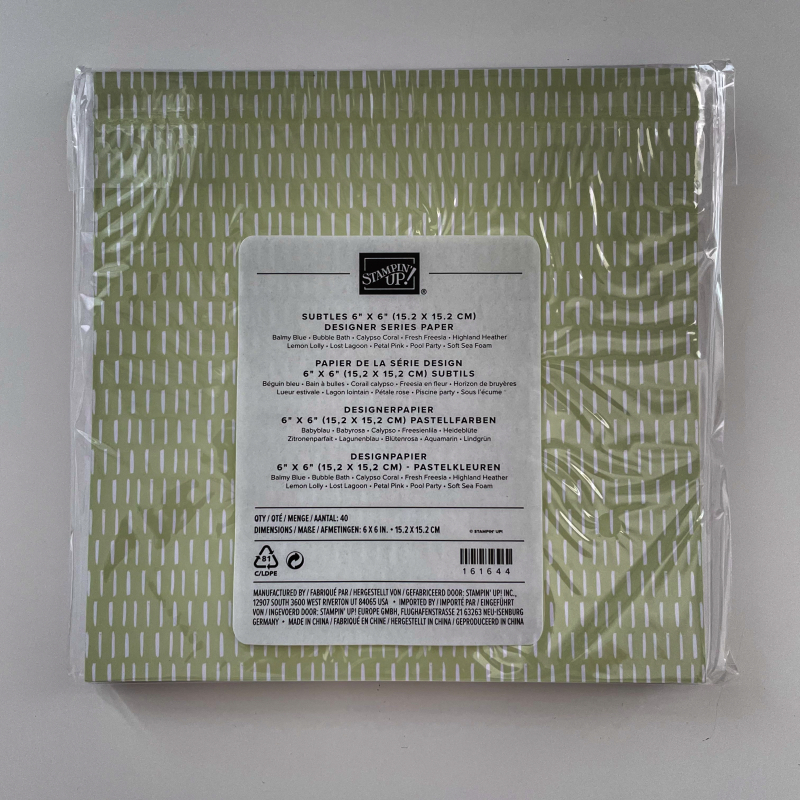 STAMPIN' UP!®
SUBTLES 6" X 6" (15.2 X 15.2 CM)
DESIGNER SERIES PAPER
Balmy Blue • Bubble Bath • Calypso Coral • Fresh Freesia • Highland Heather
Lemon Lolly • Lost Lagoon • Petal Pink • Pool Party • Soft Sea Foam
PAPIER DE LA SÉRIE DESIGN
6" X 6" (15,2 X 15,2 CM) SUBTILS
Béguin bleu • Bain à bulles • Corail calypso • Freesia en fleur • Horizon de bruyères
Lueur estivale • Lagon lointain • Pétale rose • Piscine party • Sous l'écume
DESIGNERPAPIER
6" X 6" (15,2 X 15,2 CM) PASTELLFARBEN
Babyblau • Babyrosa • Calypso • Freesienlila • Heideblüte
Zitronenparfait • Lagunenblau • Blütenrosa • Aquamarin • Lindgrün
DESIGNPAPIER
6" X 6" (15,2 X 15,2 CM) - PASTELKLEUREN
Balmy Blue • Bubble Bath • Calypso Coral • Fresh Freesia • Highland Heather
Lemon Lolly • Lost Lagoon • Petal Pink • Pool Party • Soft Sea Foam
QTY / QTÉ / MENGE / AANTAL: 40
DIMENSIONS / MAẞE / AFMETINGEN: 6 X 6 IN. • 15.2 X 15.2 CM
© STAMPIN' UP!
81
C/LDPE
161644
MANUFACTURED BY / FABRIQUÉ PAR / HERGESTELLT VON / GEFABRICEERD DOOR: STAMPIN' UP! INC.,
12907 SOUTH 3600 WEST RIVERTON UT 84065 USA • IMPORTED BY / IMPORTÉ PAR / EINGEFÜHRT
VON / INGEVOERD DOOR: STAMPIN' UP! EUROPE GMBH, FLUGHAFENSTRASSE 21 63263 NEU-ISENBURG
GERMANY • MADE IN CHINA / FABRIQUÉ EN CHINE / HERGESTELLT IN CHINA / GEPRODUCEERD IN CHINA